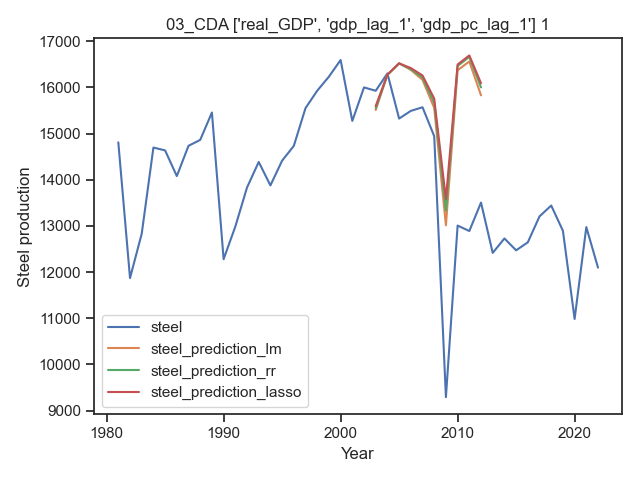 03_CDA ['real_GDP', 'gdp_lag_1', 'gdp_pc_lag_1'] 1
17000
16000
15000
14000
13000
12000
11000
10000
9000
Steel production
steel
steel_prediction_lm
steel_prediction_rr
steel_prediction_lasso
1980
1990
2000
2010
2020
Year